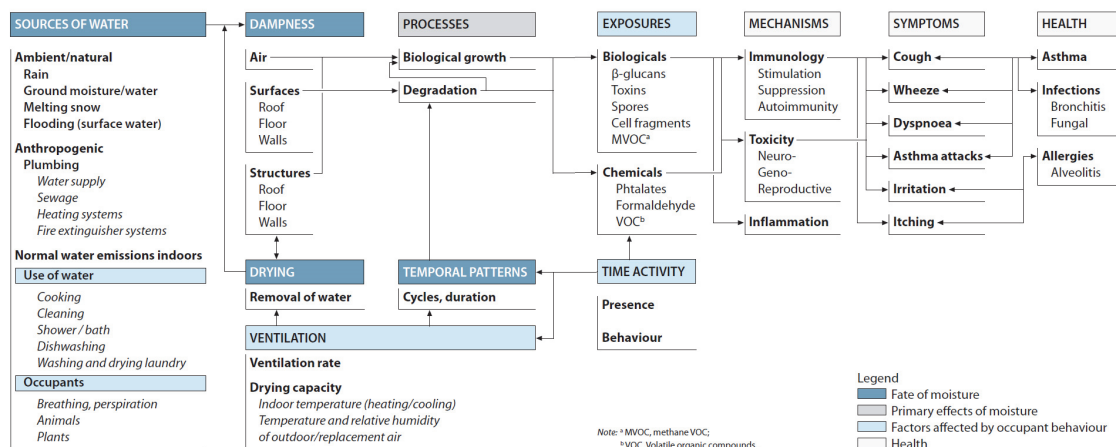 SOURCES OF WATER
Ambient/natural
Rain
Ground moisture/water
Melting snow
Flooding (surface water)
Anthropogenic
Plumbing
Water supply
Sewage
Heating systems
Fire extinguisher systems
Normal water emissions indoors
Use of water
Cooking
Cleaning
Shower / bath
Dishwashing
Washing and drying laundry
Occupants
Breathing, perspiration
Animals
Plants
DAMPNESS
Air
Surfaces
Roof
Floor
Walls
Structures
Roof
Floor
Walls
DRYING
Removal of water
VENTILATION
Ventilation rate
Drying capacity
Indoor temperature (heating/cooling)
Temperature and relative humidity
of outdoor/replacement air
PROCESSES
Biological growth
Degradation
TEMPORAL PATTERNS
Cycles, duration
EXPOSURES
Biologicals
β-glucans
Toxins
Spores
Cell fragments
MVOCa
Chemicals
Phtalates
Formaldehyde
VOCb
TIME ACTIVITY
Presence
Behaviour
MECHANISMS
Immunology
Stimulation
Suppression
Autoimmunity
Toxicity
Neuro-
Geno-
Reproductive
Inflammation
SYMPTOMS
Cough
Wheeze
Dyspnoea
Asthma attacks
Irritation
Itching
HEALTH
Asthma
Infections
Bronchitis
Fungal
Allergies
Alveolitis
Legend
Fate of moisture
Primary effects of moisture
Factors affected by occupant behaviour
Health
Note: a MVOC, methane VOC;
b VOC, Volatile organic compounds